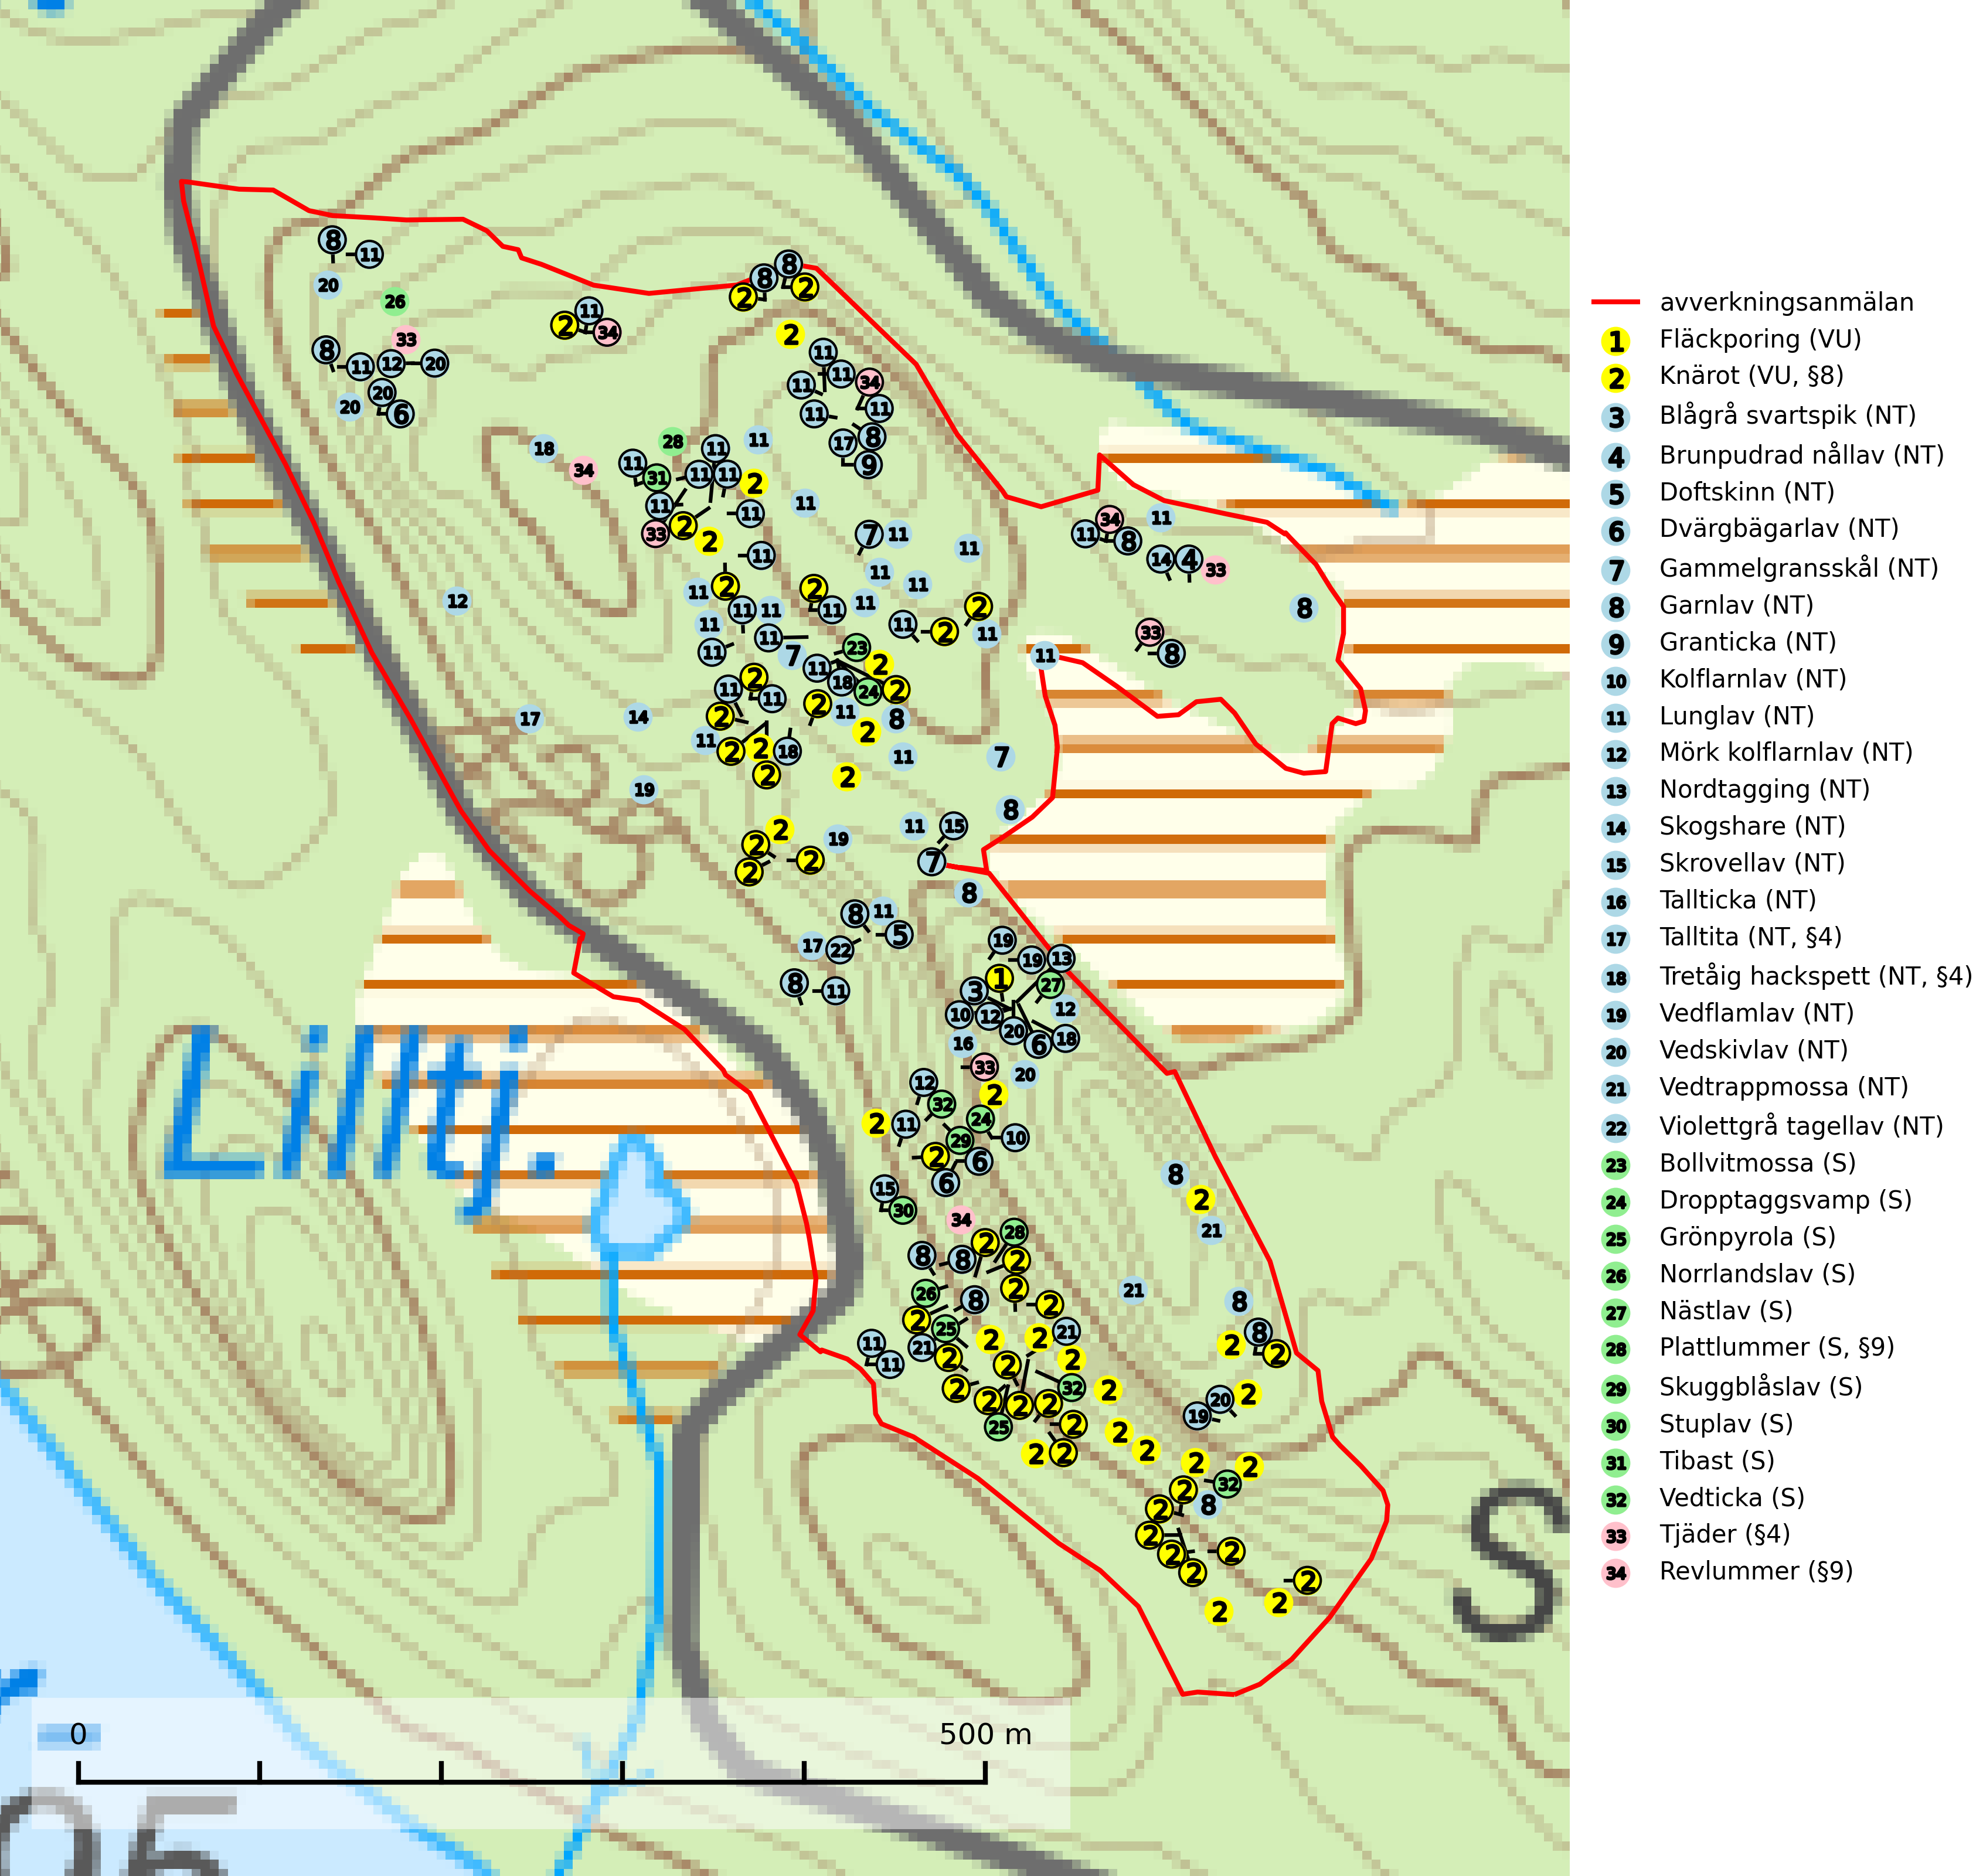 avverkningsanmälan
1 Fläckporing (VU)
2 Knärot (VU, §8)
3 Blågrå svartspik (NT)
4 Brunpudrad nållav (NT)
5 Doftskinn (NT)
6 Dvärgbägarlav (NT)
7 Gammelgransskål (NT)
8 Garnlav (NT)
9 Granticka (NT)
10 Kolflarnlav (NT)
11 Lunglav (NT)
12 Mörk kolflarnlav (NT)
13 Nordtagging (NT)
14 Skogshare (NT)
15 Skrovellav (NT)
16 Tallticka (NT)
17 Talltita (NT, §4)
18 Tretåig hackspett (NT, §4)
19 Vedflamlav (NT)
20 Vedskivlav (NT)
21 Vedtrappmossa (NT)
22 Violettgrå tagellav (NT)
23 Bollvitmossa (S)
24 Dropptaggsvamp (S)
25 Grönpyrola (S)
26 Norrlandslav (S)
27 Nästlav (S)
28 Plattlummer (S, §9)
29 Skuggblåslav (S)
30 Stuplav (S)
31 Tibast (S)
32 Vedticka (S)
33 Tjäder (§4)
34 Revlummer (§9)
Lilltj.
S
0 500 m